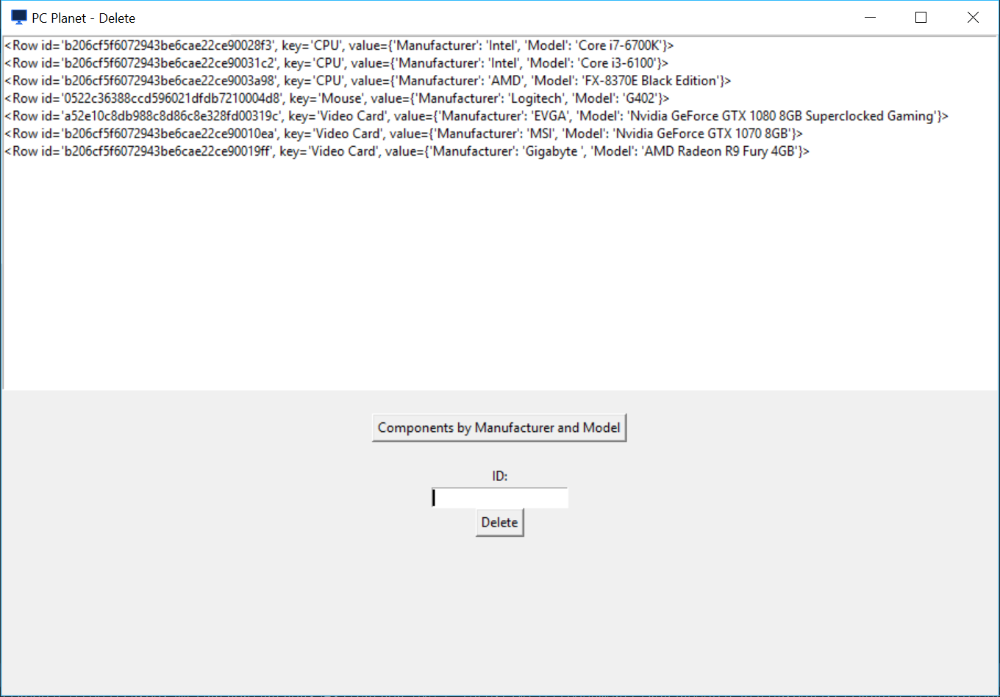 PC Planet - Delete
<Row id='b206cf5f6072943be6cae22ce90028f3', key='CPU', value={'Manufacturer': 'Intel', 'Model': 'Core i7-6700K'}>
<Row id='b206cf5f6072943be6cae22ce90031c2', key='CPU', value={'Manufacturer': 'Intel', 'Model': 'Core i3-6100'}>
<Row id='b206cf5f6072943be6cae22ce9003a98', key='CPU', value={'Manufacturer': 'AMD', 'Model': 'FX-8370E Black Edition'}>
<Row id='0522c36388ccd596021dfdb7210004d8', key='Mouse', value={'Manufacturer': 'Logitech', 'Model': 'G402'}>
<Row id='a52e10c8db988c8d86c8e328fd00319c', key='Video Card', value={'Manufacturer': 'EVGA', 'Model': 'Nvidia GeForce GTX 1080 8GB Superclocked Gaming'}>
<Row id='b206cf5f6072943be6cae22ce90010ea', key='Video Card', value={'Manufacturer': 'MSI', 'Model': 'Nvidia GeForce GTX 1070 8GB'}>
<Row id='b206cf5f6072943be6cae22ce90019ff', key='Video Card', value={'Manufacturer': 'Gigabyte ', 'Model': 'AMD Radeon R9 Fury 4GB'}>
Components by Manufacturer and Model
ID:
Delete